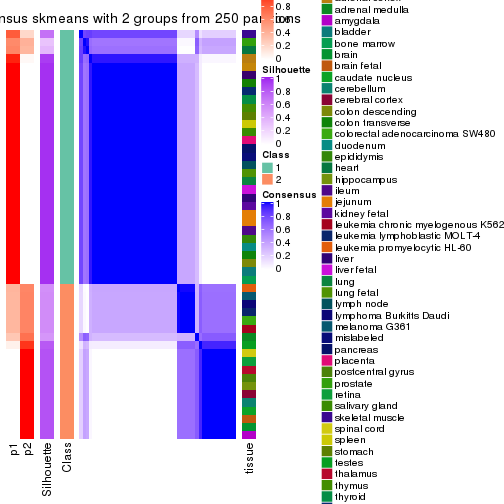 nsus skmeans with 2 groups from 250 partitions
0.8
0.6
0.4
0.2
0
Silhouette
1
0.8
0.6
0.4
0.2
0
Class
1
2
Consensus
1
0.8
0.6
0.4
0.2
0
adrenal medulla
amygdala
bladder
bone marrow
brain
brain fetal
caudate nucleus
cerebellum
cerebral cortex
colon descending
colon transverse
colorectal adenocarcinoma SW480
duodenum
epididymis
heart
hippocampus
ileum
jejunum
kidney fetal
leukemia chronic myelogenous K562
leukemia lymphoblastic MOLT-4
leukemia promyelocytic HL-60
liver
liver fetal
lung
lung fetal
lymph node
lymphoma Burkitts Daudi
melanoma G361
mislabeled
pancreas
placenta
postcentral gyrus
prostate
retina
salivary gland
skeletal muscle
spinal cord
spleen
stomach
testes
thalamus
thymus
thyroid
p1
p2
Silhouette
Class
tissue